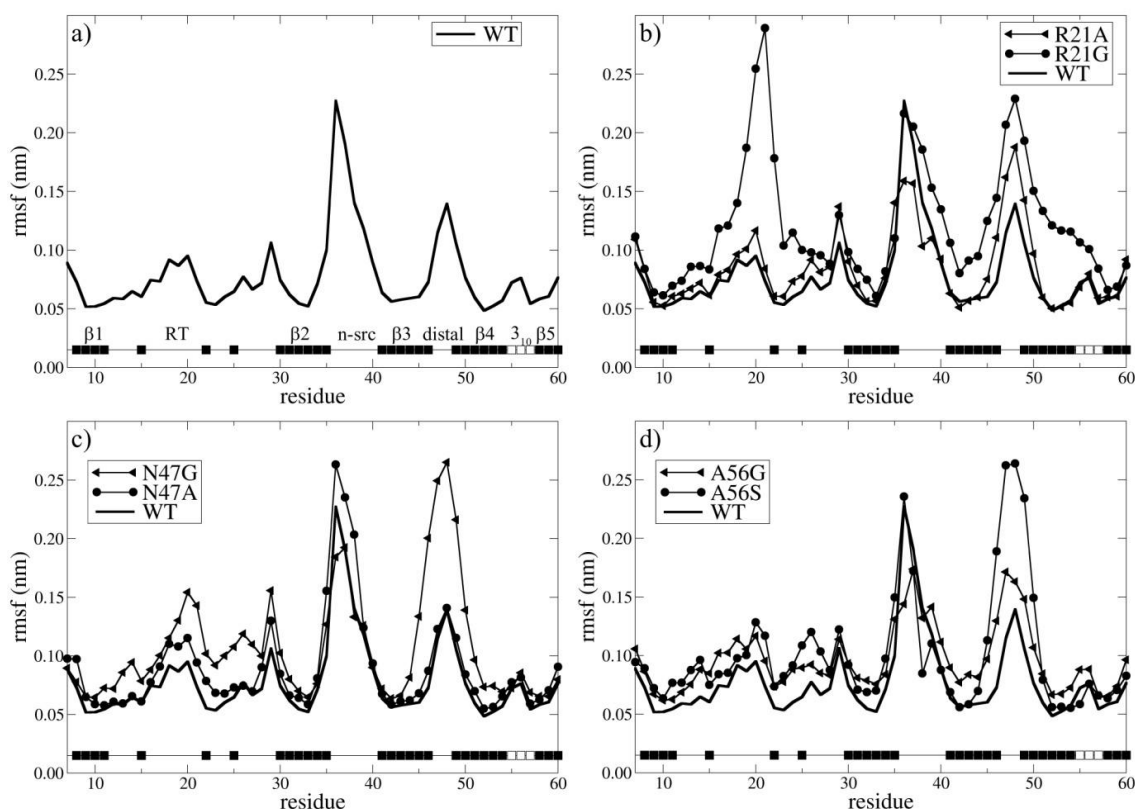 a)
WT
rmsf (nm)
0.25
0.20
0.15
0.10
0.05
0.00
β1 RT β2 n-src β3 distal β4 3₁₀ β5
10 20 30 40 50 60
residue
b)
R21A
R21G
WT
rmsf (nm)
0.25
0.20
0.15
0.10
0.05
0.00
10 20 30 40 50 60
residue
c)
N47G
N47A
WT
rmsf (nm)
0.25
0.20
0.15
0.10
0.05
0.00
10 20 30 40 50 60
residue
d)
A56G
A56S
WT
rmsf (nm)
0.25
0.20
0.15
0.10
0.05
0.00
10 20 30 40 50 60
residue